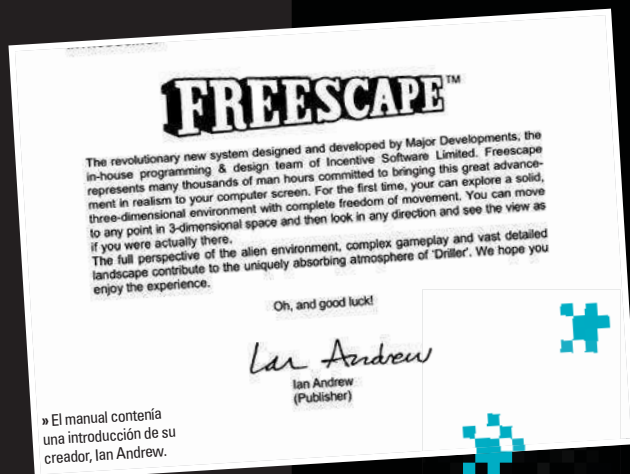 FREESCAPE™
The revolutionary new system designed and developed by Major Developments, the
in-house programming & design team of Incentive Software Limited. Freescape
represents many thousands of man hours committed to bringing this great advance-
ment in realism to your computer screen. For the first time, your can explore a solid,
three-dimensional environment with complete freedom of movement. You can move
to any point in 3-dimensional space and then look in any direction and see the view as
if you were actually there.
The full perspective of the alien environment, complex gameplay and vast detailed
landscape contribute to the uniquely absorbing atmosphere of 'Driller'. We hope you
enjoy the experience.
Oh, and good luck!
Ian Andrew
Ian Andrew
(Publisher)
» El manual contenía
una introducción de su
creador, Ian Andrew.